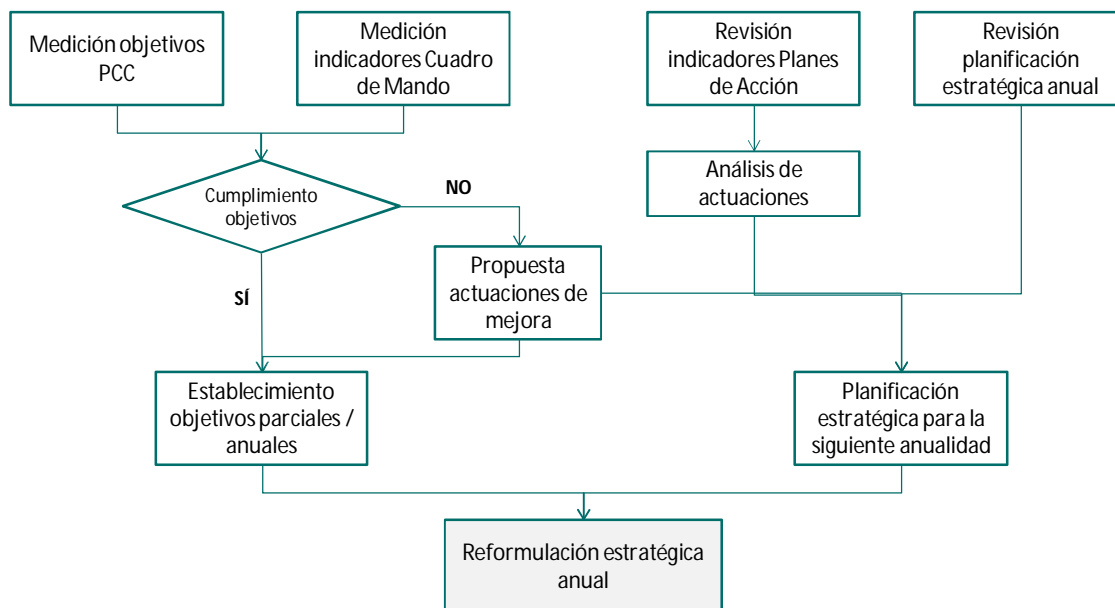 Medición objetivos
PCC
Medición
indicadores Cuadro
de Mando
Revisión
indicadores Planes
de Acción
Revisión
planificación
estratégica anual
Cumplimiento
objetivos
NO
Análisis de
actuaciones
SÍ
Propuesta
actuaciones de
mejora
Establecimiento
objetivos parciales /
anuales
Planificación
estratégica para la
siguiente anualidad
Reformulación estratégica
anual